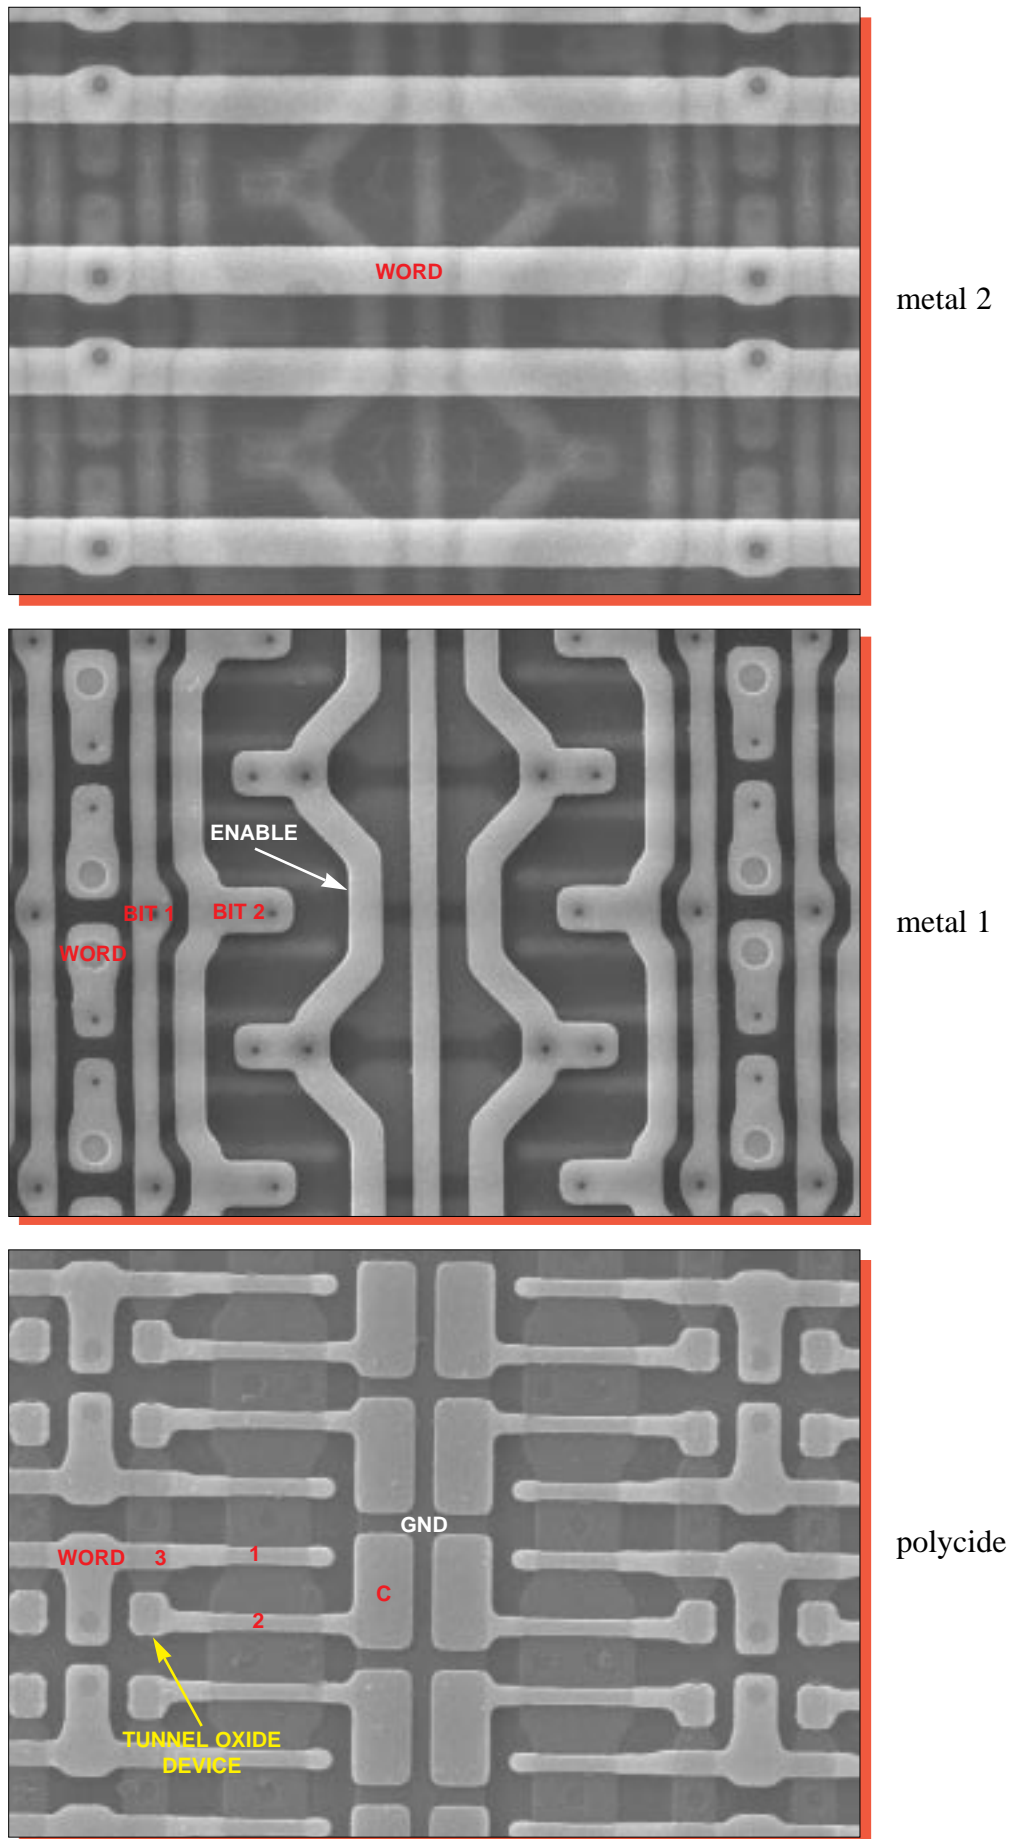 WORD
metal 2
ENABLE
BIT 1
BIT 2
WORD
metal 1
GND
WORD
3
1
C
2
TUNNEL OXIDE
DEVICE
polycide